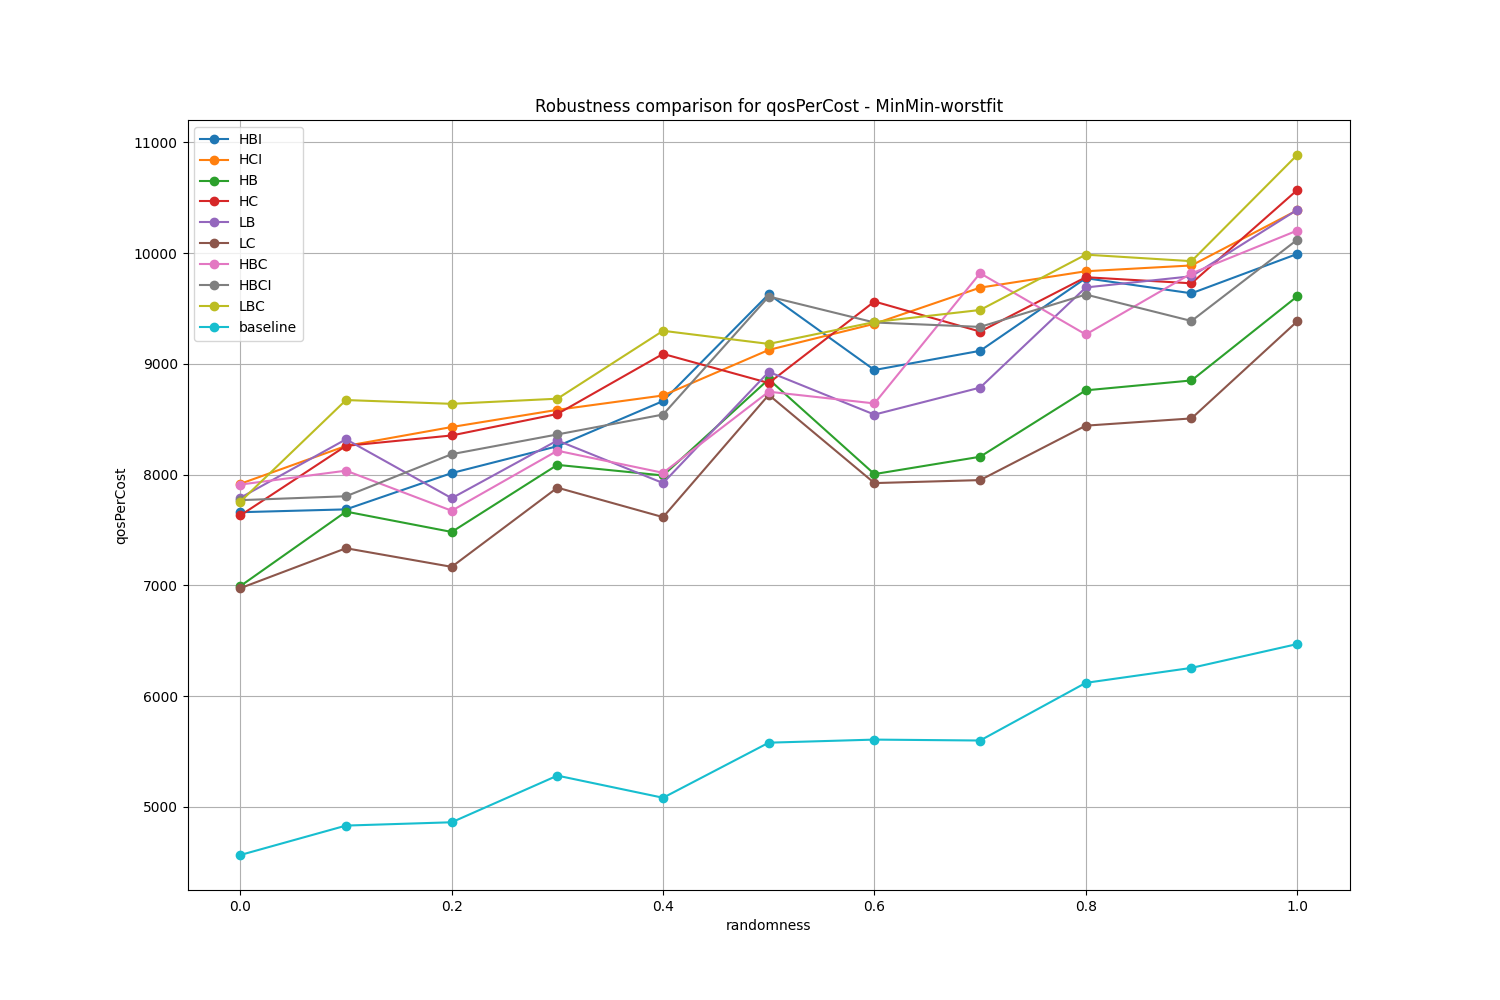 Robustness comparison for qosPerCost - MinMin-worstfit
HBI
HCI
HB
HC
LB
LC
HBC
HBCI
LBC
baseline
11000
10000
9000
8000
7000
6000
5000
qosPerCost
0.0 0.2 0.4 0.6 0.8 1.0
randomness